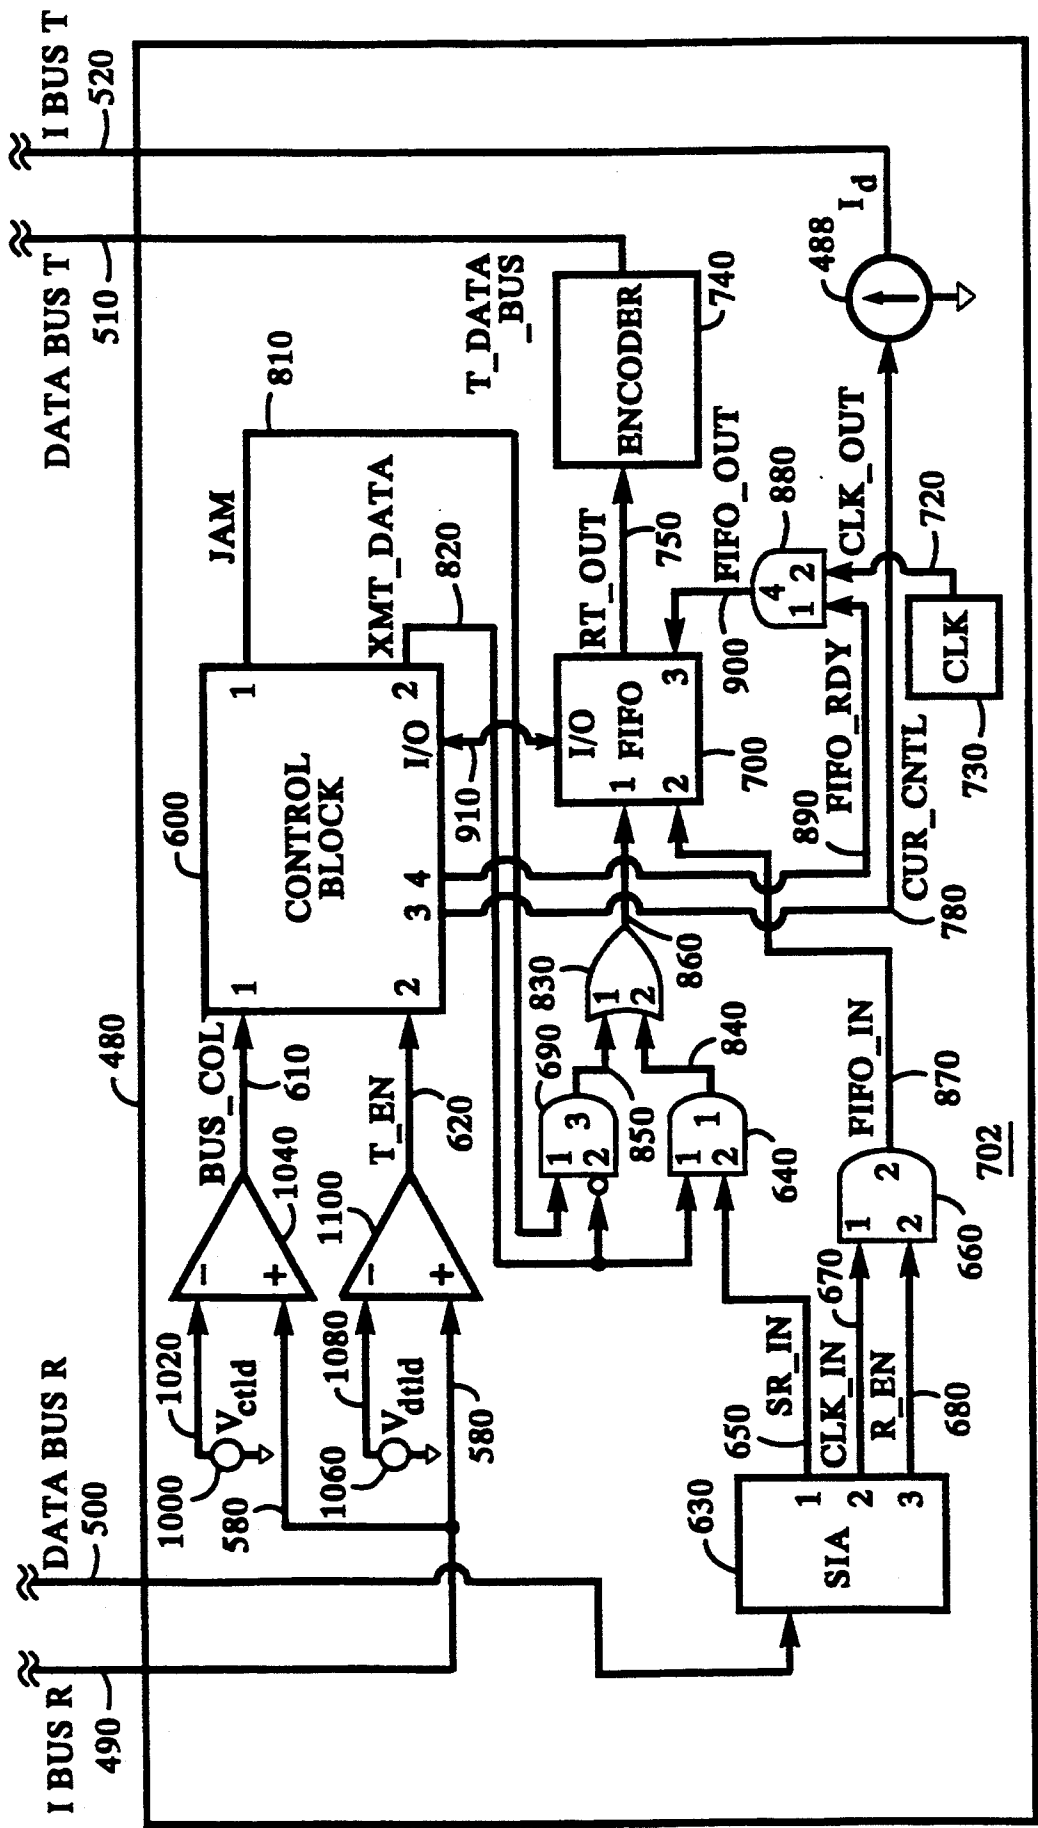 I BUS R
490
DATA BUS R
500
DATA BUS T
510
I BUS T
520
480
1000
1020
V_ctld
580
−
+
1040
BUS_COL
610
1060
1080
V_dtld
580
−
+
1100
T_EN
620
600
1
2
CONTROL
BLOCK
3
4
I/O
1
2
JAM
810
XMT_DATA
820
910
690
1
2
3
850
1
2
1
640
840
830
1
2
860
I/O
FIFO
1
2
3
700
RT_OUT
750
T_DATA
_BUS
ENCODER
740
FIFO_OUT
900
4
1
2
880
FIFO_RDY
890
CLK_OUT
720
CLK
730
CUR_CNTL
780
488
I_d
630
SIA
1
2
3
SR_IN
650
CLK_IN
670
R_EN
680
1
2
2
660
FIFO_IN
870
702